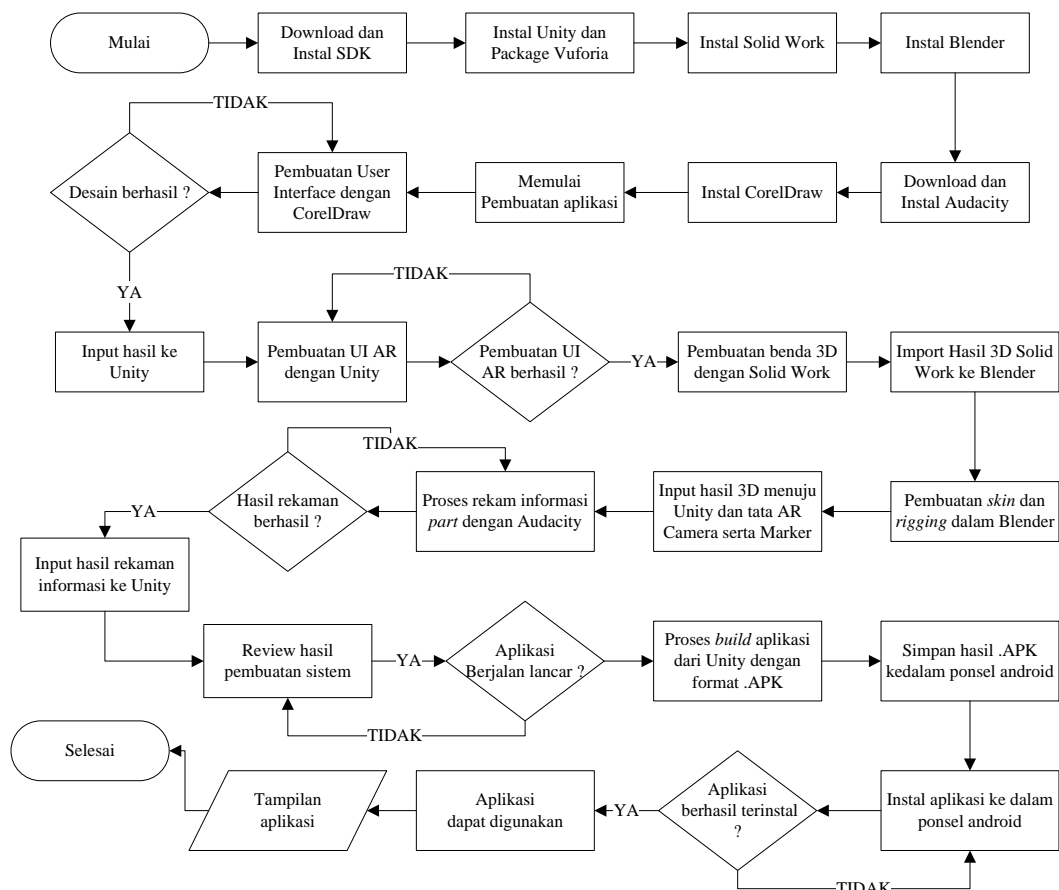 Mulai
Download dan
Instal SDK
Instal Unity dan
Package Vuforia
Instal Solid Work
Instal Blender
TIDAK
Desain berhasil ?
Pembuatan User
Interface dengan
CorelDraw
Memulai
Pembuatan aplikasi
Instal CorelDraw
Download dan
Instal Audacity
YA
TIDAK
Input hasil ke
Unity
Pembuatan UI AR
dengan Unity
Pembuatan UI
AR berhasil ?
YA
Pembuatan benda 3D
dengan Solid Work
Import Hasil 3D Solid
Work ke Blender
TIDAK
YA
Hasil rekaman
berhasil ?
Proses rekam informasi
part dengan Audacity
Input hasil 3D menuju
Unity dan tata AR
Camera serta Marker
Pembuatan skin dan
rigging dalam Blender
Input hasil rekaman
informasi ke Unity
Review hasil
pembuatan sistem
YA
Aplikasi
Berjalan lancar ?
Proses build aplikasi
dari Unity dengan
format .APK
Simpan hasil .APK
kedalam ponsel android
TIDAK
Selesai
Tampilan
aplikasi
Aplikasi
dapat digunakan
YA
Aplikasi
berhasil terinstal
?
Instal aplikasi ke dalam
ponsel android
TIDAK